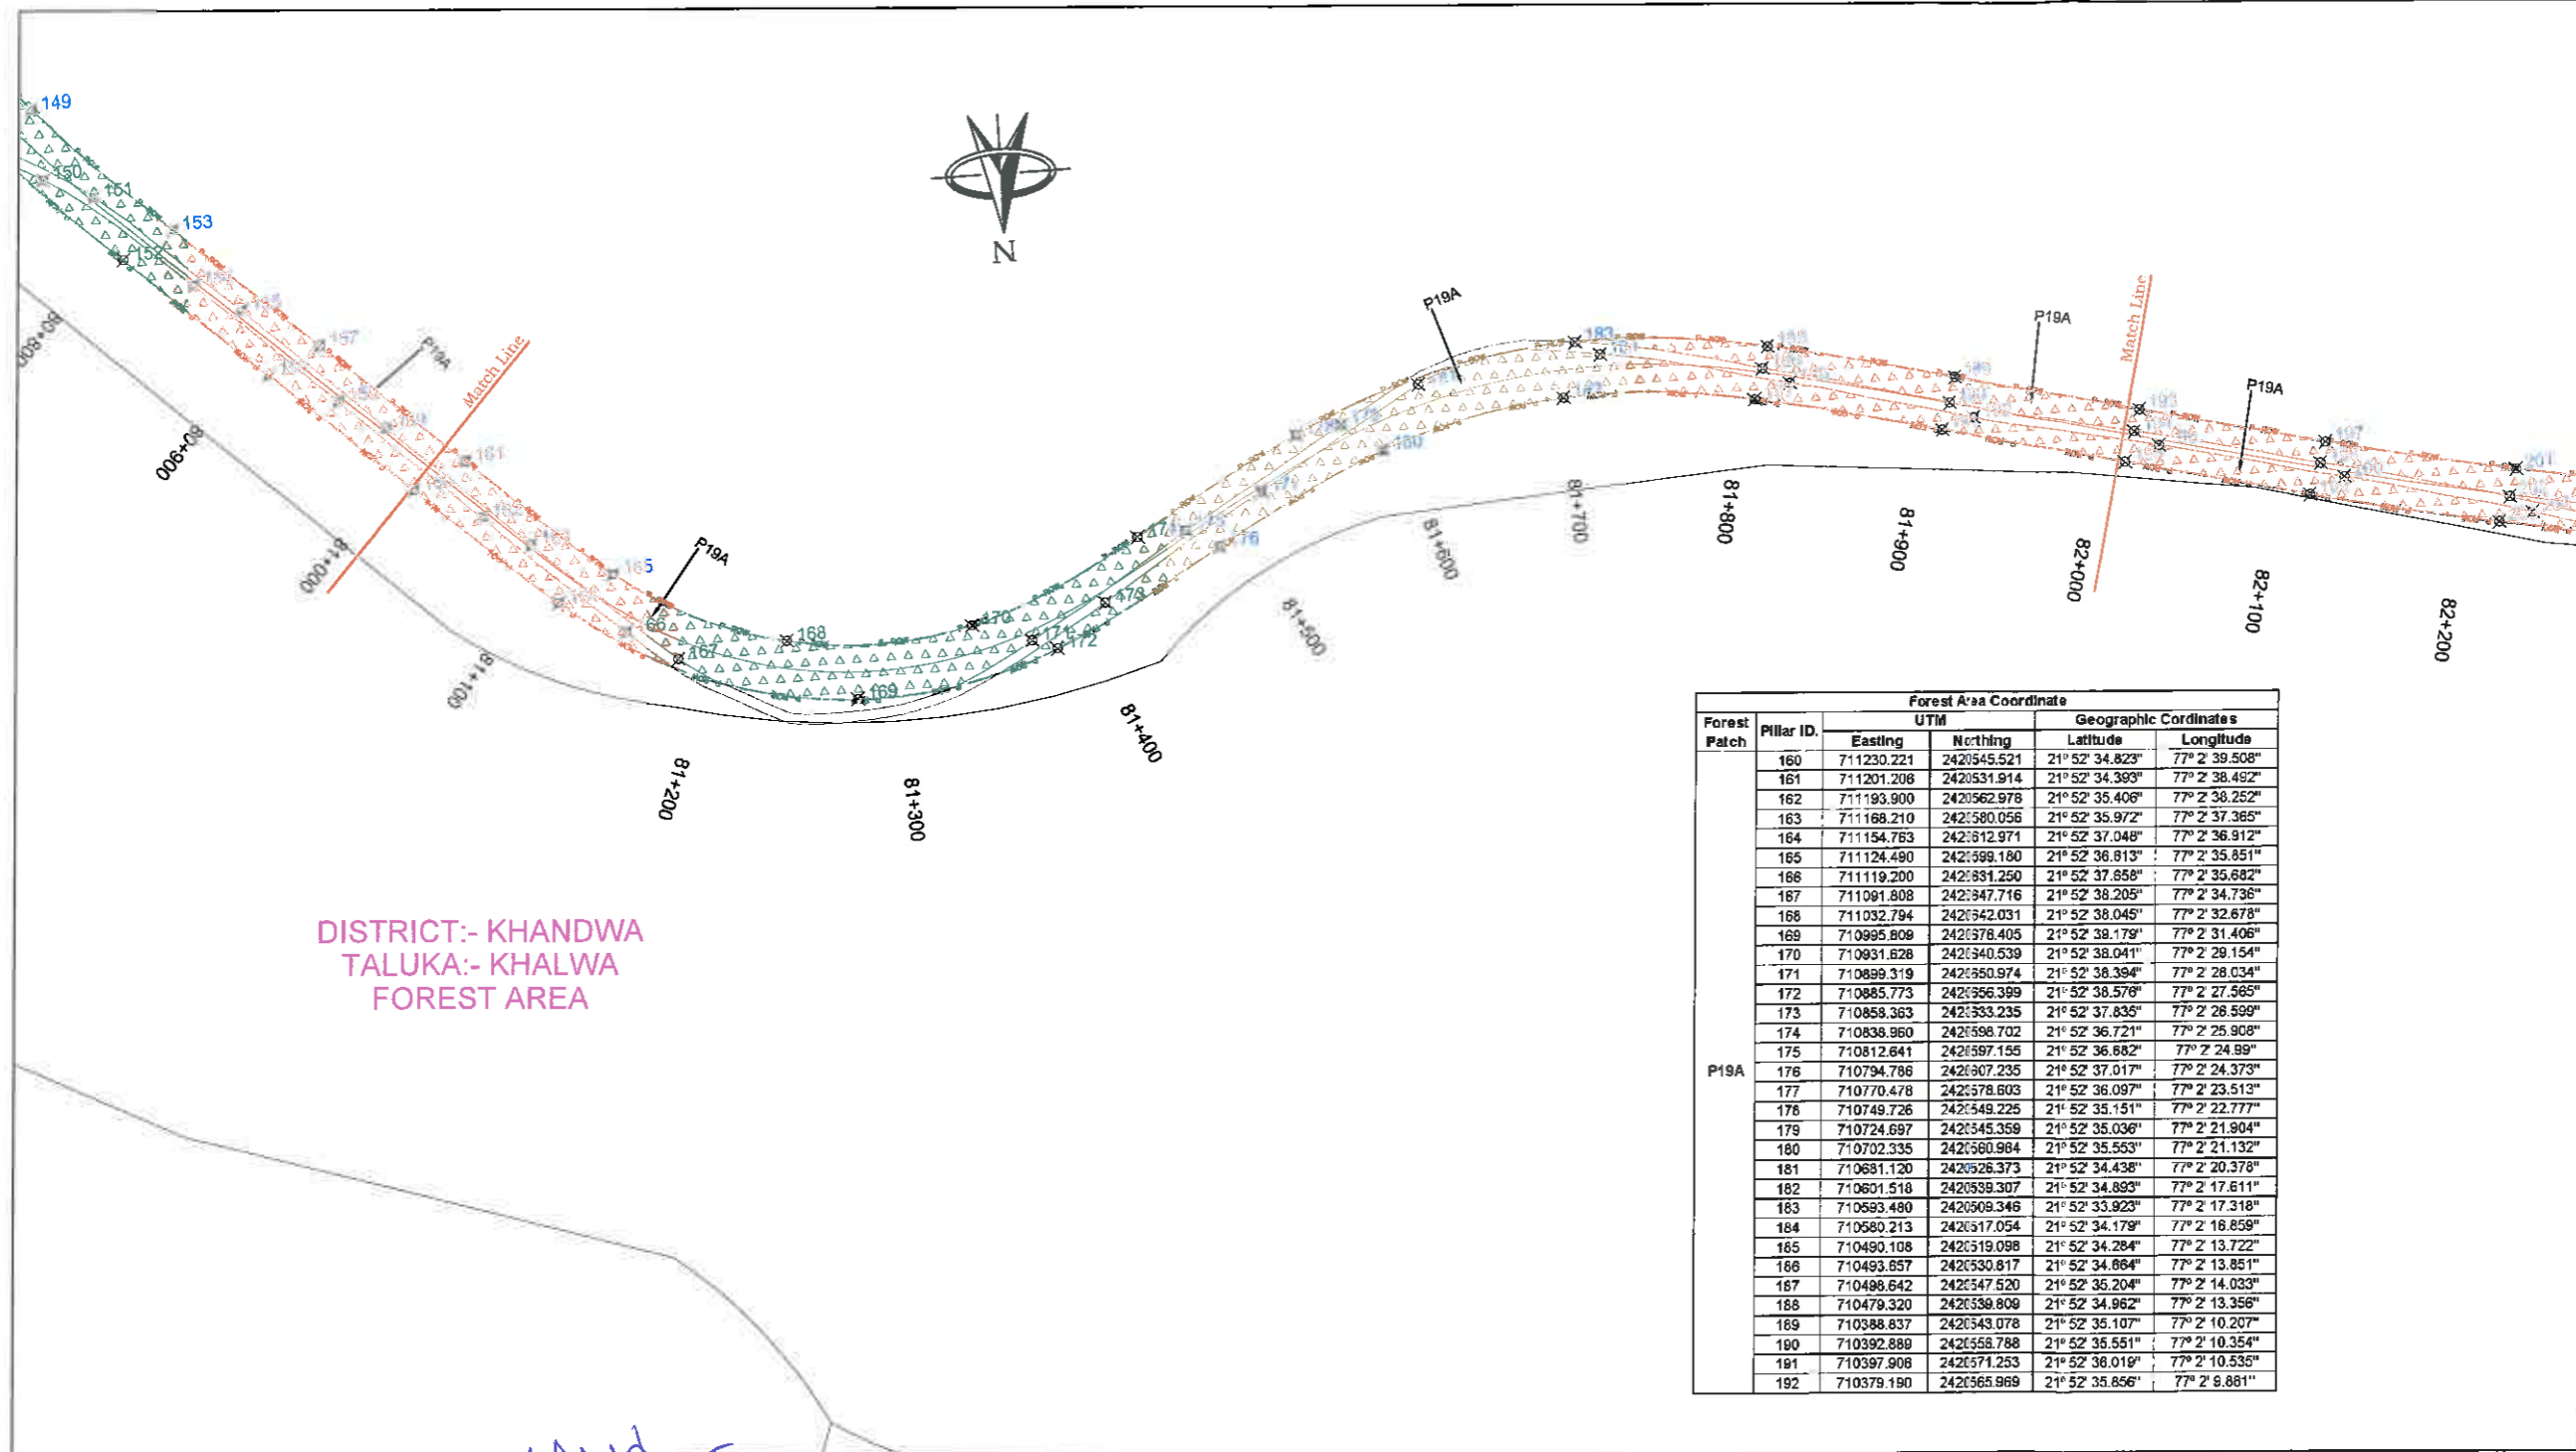 149
150
151
153
152
80+800
157
P19A
Match Line
80+900
161
81+000
165
P19A
81+100
167
168
169
170
171
172
173
81+200
81+300
81+400
N
P19A
183
180
81+500
81+600
81+700
81+800
81+900
82+000
P19A
Match Line
P19A
197
201
82+100
82+200
DISTRICT:- KHANDWA
TALUKA:- KHALWA
FOREST AREA
Forest Area Coordinate
Forest Patch Pillar ID. UTM Geographic Cordinates
Easting Northing Latitude Longitude
P19A
160 711230.221 2420545.521 21° 52' 34.823" 77° 2' 39.508"
161 711201.206 2420531.914 21° 52' 34.393" 77° 2' 38.492"
162 711193.900 2420562.978 21° 52' 35.406" 77° 2' 38.252"
163 711168.210 2420580.056 21° 52' 35.972" 77° 2' 37.365"
164 711154.763 2420612.971 21° 52' 37.048" 77° 2' 36.912"
165 711124.490 2420599.180 21° 52' 36.613" 77° 2' 35.851"
166 711119.200 2420631.250 21° 52' 37.658" 77° 2' 35.682"
167 711091.808 2420647.716 21° 52' 38.205" 77° 2' 34.736"
168 711032.794 2420642.031 21° 52' 38.045" 77° 2' 32.678"
169 710995.809 2420676.405 21° 52' 39.179" 77° 2' 31.406"
170 710931.628 2420640.539 21° 52' 38.041" 77° 2' 29.154"
171 710899.319 2420650.974 21° 52' 38.394" 77° 2' 28.034"
172 710885.773 2420656.399 21° 52' 38.576" 77° 2' 27.565"
173 710858.363 2420633.235 21° 52' 37.835" 77° 2' 26.599"
174 710838.960 2420598.702 21° 52' 36.721" 77° 2' 25.908"
175 710812.641 2420597.155 21° 52' 36.682" 77° 2' 24.99"
176 710794.786 2420607.235 21° 52' 37.017" 77° 2' 24.373"
177 710770.478 2420578.603 21° 52' 36.097" 77° 2' 23.513"
178 710749.726 2420549.225 21° 52' 35.151" 77° 2' 22.777"
179 710724.697 2420545.359 21° 52' 35.036" 77° 2' 21.904"
180 710702.335 2420560.964 21° 52' 35.553" 77° 2' 21.132"
181 710681.120 2420526.373 21° 52' 34.438" 77° 2' 20.378"
182 710601.518 2420539.307 21° 52' 34.893" 77° 2' 17.611"
183 710593.480 2420509.346 21° 52' 33.923" 77° 2' 17.318"
184 710580.213 2420517.054 21° 52' 34.179" 77° 2' 16.859"
185 710490.108 2420519.098 21° 52' 34.284" 77° 2' 13.722"
186 710493.657 2420530.817 21° 52' 34.664" 77° 2' 13.851"
187 710498.642 2420547.520 21° 52' 35.204" 77° 2' 14.033"
188 710479.320 2420539.809 21° 52' 34.962" 77° 2' 13.356"
189 710388.837 2420543.078 21° 52' 35.107" 77° 2' 10.207"
190 710392.889 2420556.788 21° 52' 35.551" 77° 2' 10.354"
191 710397.906 2420571.253 21° 52' 36.019" 77° 2' 10.535"
192 710379.190 2420565.969 21° 52' 35.856" 77° 2' 9.881"